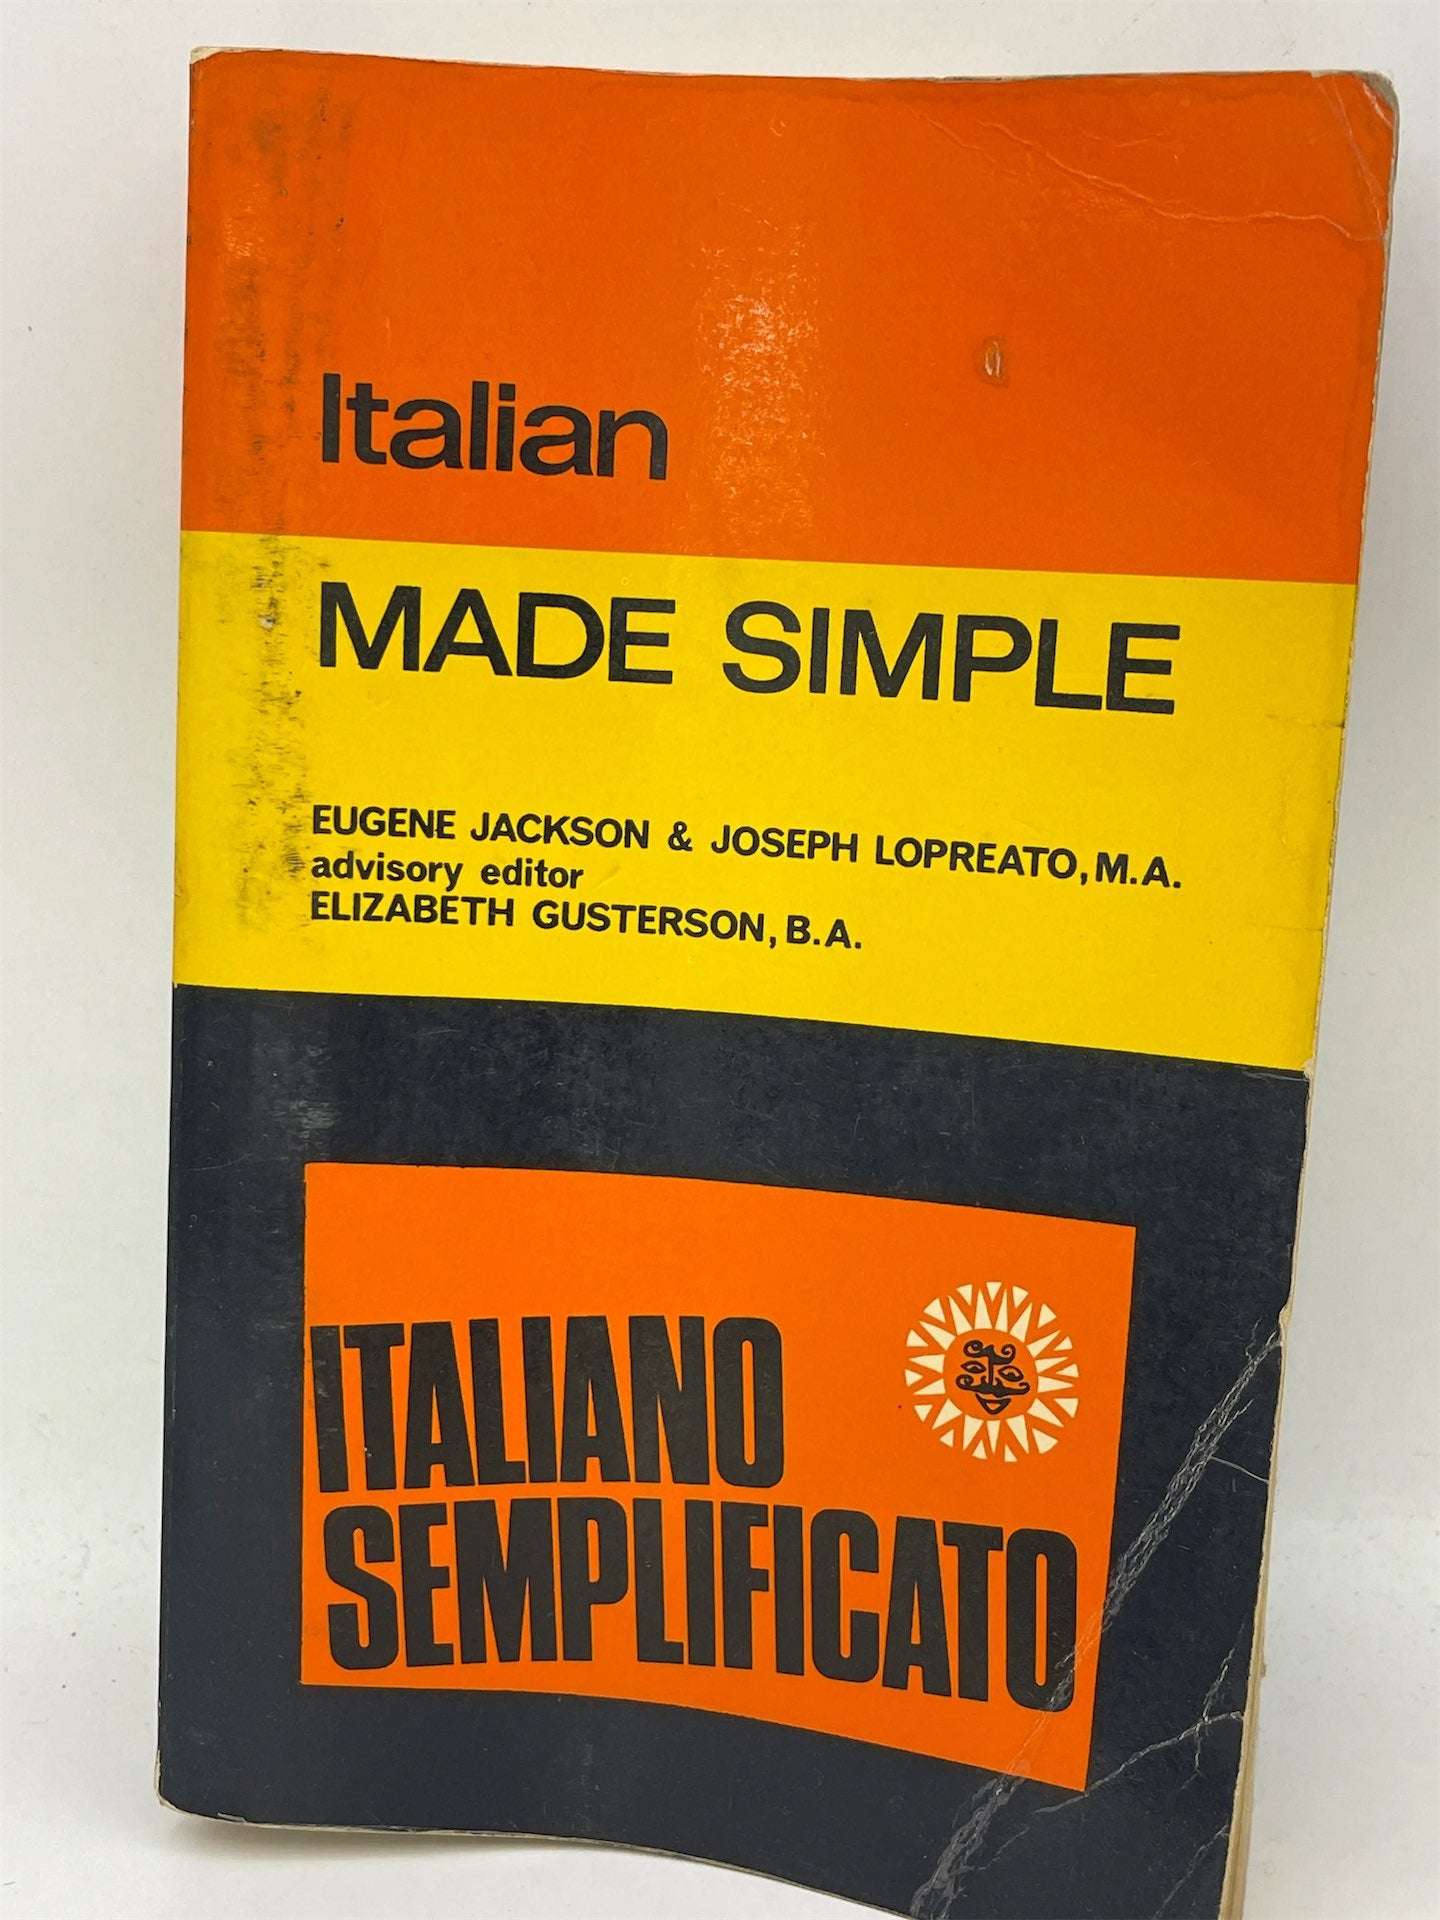 Italian
MADE SIMPLE
EUGENE JACKSON & JOSEPH LOPREATO, M.A.
advisory editor
ELIZABETH GUSTERSON, B.A.
ITALIANO
SEMPLIFICATO